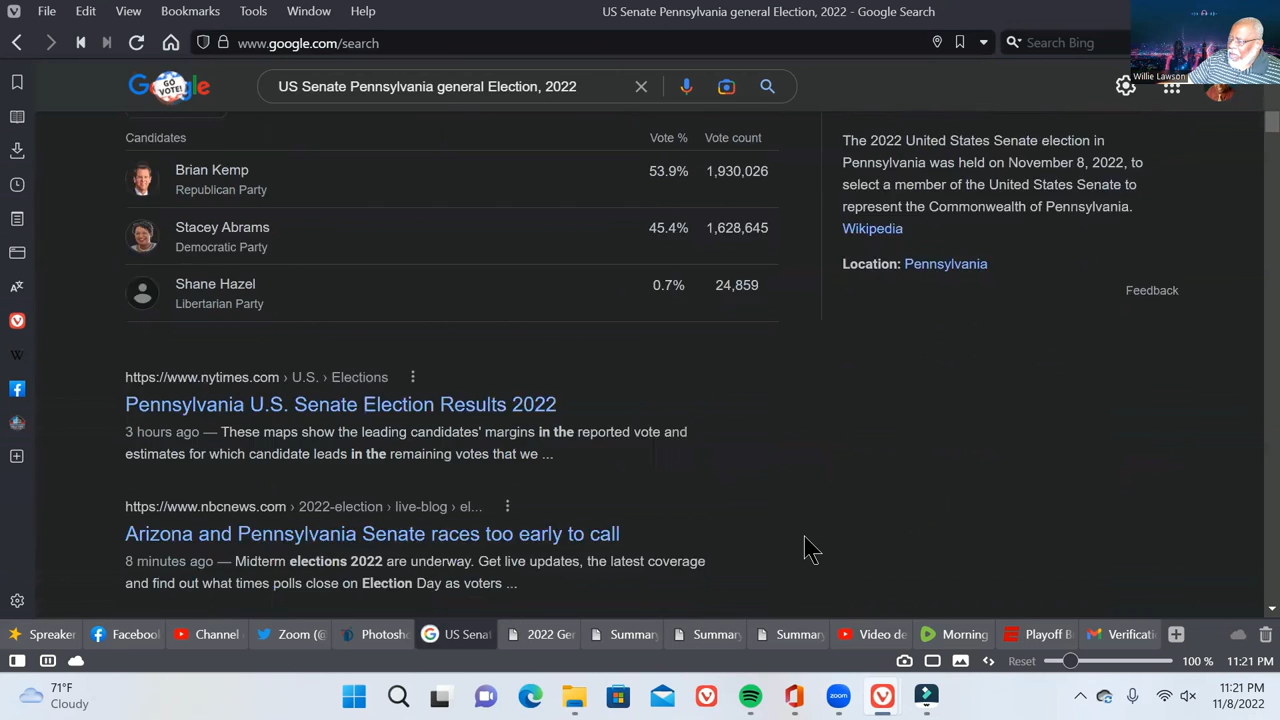 File Edit View Bookmarks Tools Window Help
US Senate Pennsylvania general Election, 2022 - Google Search
www.google.com/search
Search Bing
Willie Lawson
GO VOTE!
US Senate Pennsylvania general Election, 2022
Candidates Vote % Vote count
Brian Kemp
Republican Party
53.9% 1,930,026
Stacey Abrams
Democratic Party
45.4% 1,628,645
Shane Hazel
Libertarian Party
0.7% 24,859
The 2022 United States Senate election in
Pennsylvania was held on November 8, 2022, to
select a member of the United States Senate to
represent the Commonwealth of Pennsylvania.
Wikipedia
Location: Pennsylvania
Feedback
https://www.nytimes.com › U.S. › Elections
Pennsylvania U.S. Senate Election Results 2022
3 hours ago — These maps show the leading candidates' margins in the reported vote and
estimates for which candidate leads in the remaining votes that we ...
https://www.nbcnews.com › 2022-election › live-blog › el...
Arizona and Pennsylvania Senate races too early to call
8 minutes ago — Midterm elections 2022 are underway. Get live updates, the latest coverage
and find out what times polls close on Election Day as voters ...
Spreaker Facebook Channel Zoom (@ Photosho US Senat 2022 Ge Summary Summary Summary Video de Morning Playoff B Verificati
Reset 100 % 11:21 PM
71°F
Cloudy
zoom
11:21 PM
11/8/2022